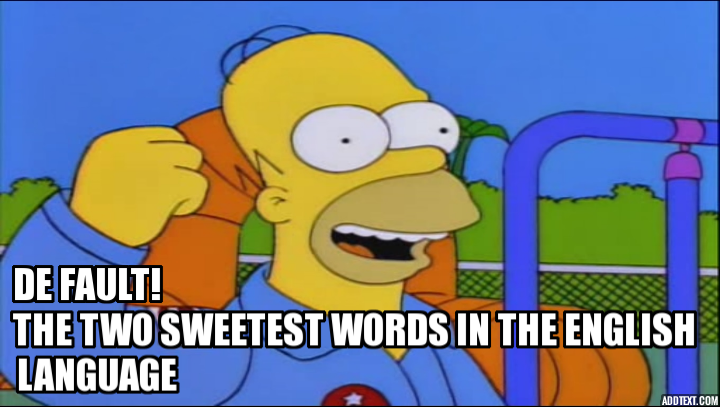 DE FAULT!
THE TWO SWEETEST WORDS IN THE ENGLISH
LANGUAGE
ADDTEXT.COM